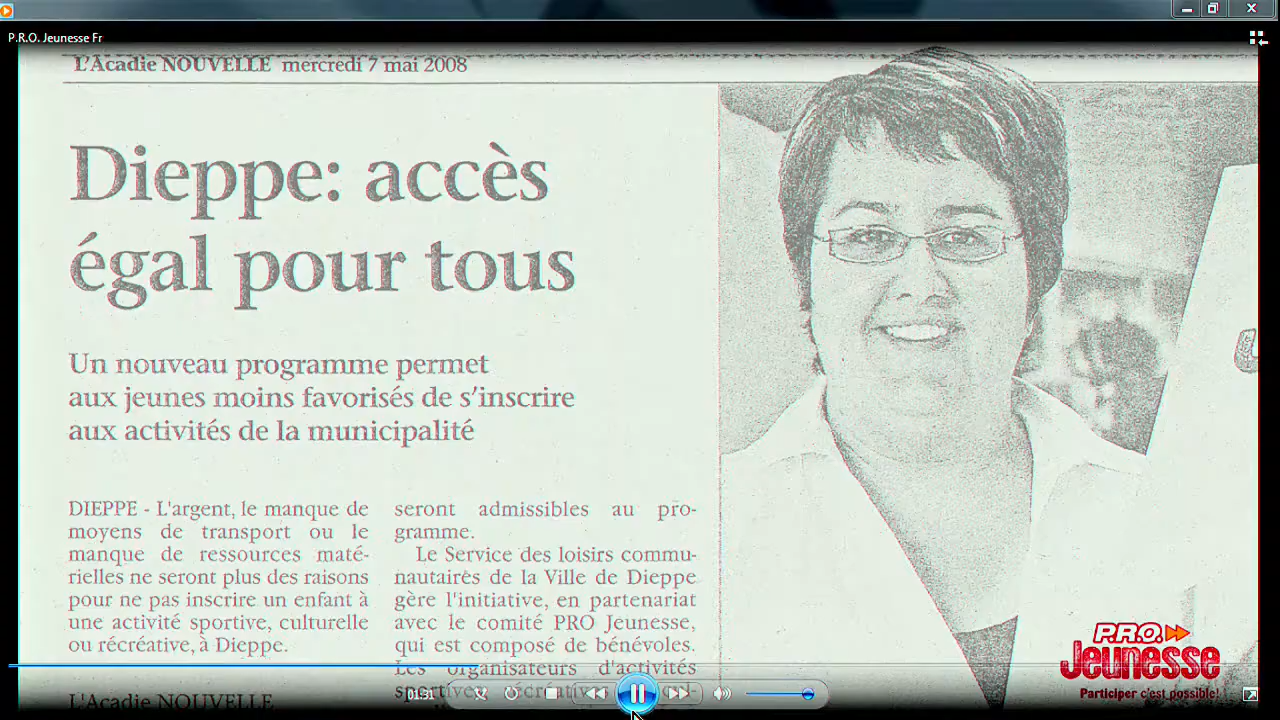 P.R.O. Jeunesse Fr
L'Acadie NOUVELLE mercredi 7 mai 2008
Dieppe: accès
égal pour tous
Un nouveau programme permet
aux jeunes moins favorisés de s'inscrire
aux activités de la municipalité
DIEPPE - L'argent, le manque de
moyens de transport ou le
manque de ressources maté-
rielles ne seront plus des raisons
pour ne pas inscrire un enfant à
une activité sportive, culturelle
ou récréative, à Dieppe.
L'Acadie NOUVELLE
seront admissibles au pro-
gramme.
Le Service des loisirs commu-
nautaires de la Ville de Dieppe
gère l'initiative, en partenariat
avec le comité PRO Jeunesse,
qui est composé de bénévoles.
Les organisateurs d'activités
P.R.O.
Jeunesse
Participer c'est possible!
01:31